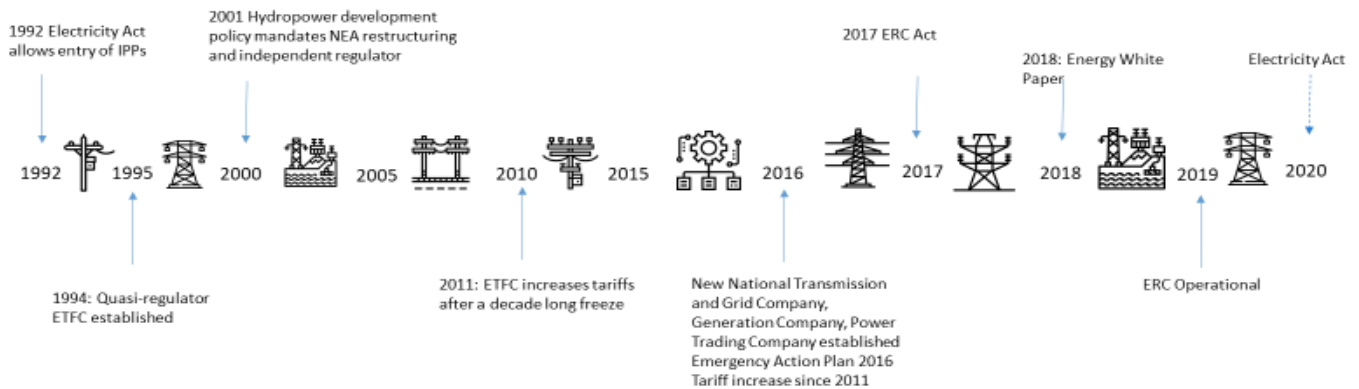 1992 Electricity Act
allows entry of IPPs
2001 Hydropower development
policy mandates NEA restructuring
and independent regulator
2017 ERC Act
2018: Energy White
Paper
Electricity Act
1992
1995
2000
2005
2010
2015
2016
2017
2018
2019
2020
1994: Quasi-regulator
ETFC established
2011: ETFC increases tariffs
after a decade long freeze
New National Transmission
and Grid Company,
Generation Company, Power
Trading Company established
Emergency Action Plan 2016
Tariff increase since 2011
ERC Operational